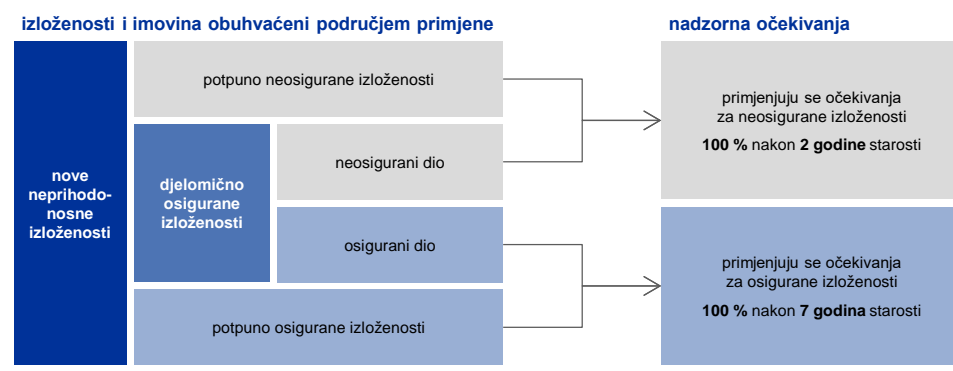 izloženosti i imovina obuhvaćeni područjem primjene
nadzorna očekivanja
nove
neprihodo-
nosne
izloženosti
potpuno neosigurane izloženosti
djelomično
osigurane
izloženosti
neosigurani dio
osigurani dio
potpuno osigurane izloženosti
primjenjuju se očekivanja
za neosigurane izloženosti
100 % nakon 2 godine starosti
primjenjuju se očekivanja
za osigurane izloženosti
100 % nakon 7 godina starosti